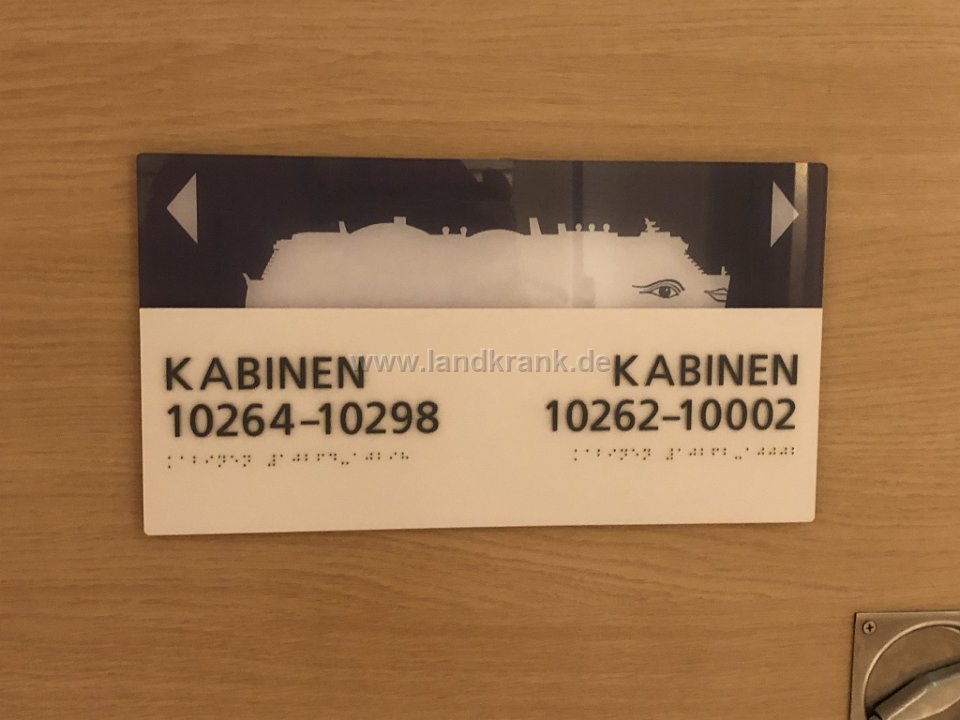 KABINEN
10264-10298
KABINEN
10262-10002
www.landkrank.de